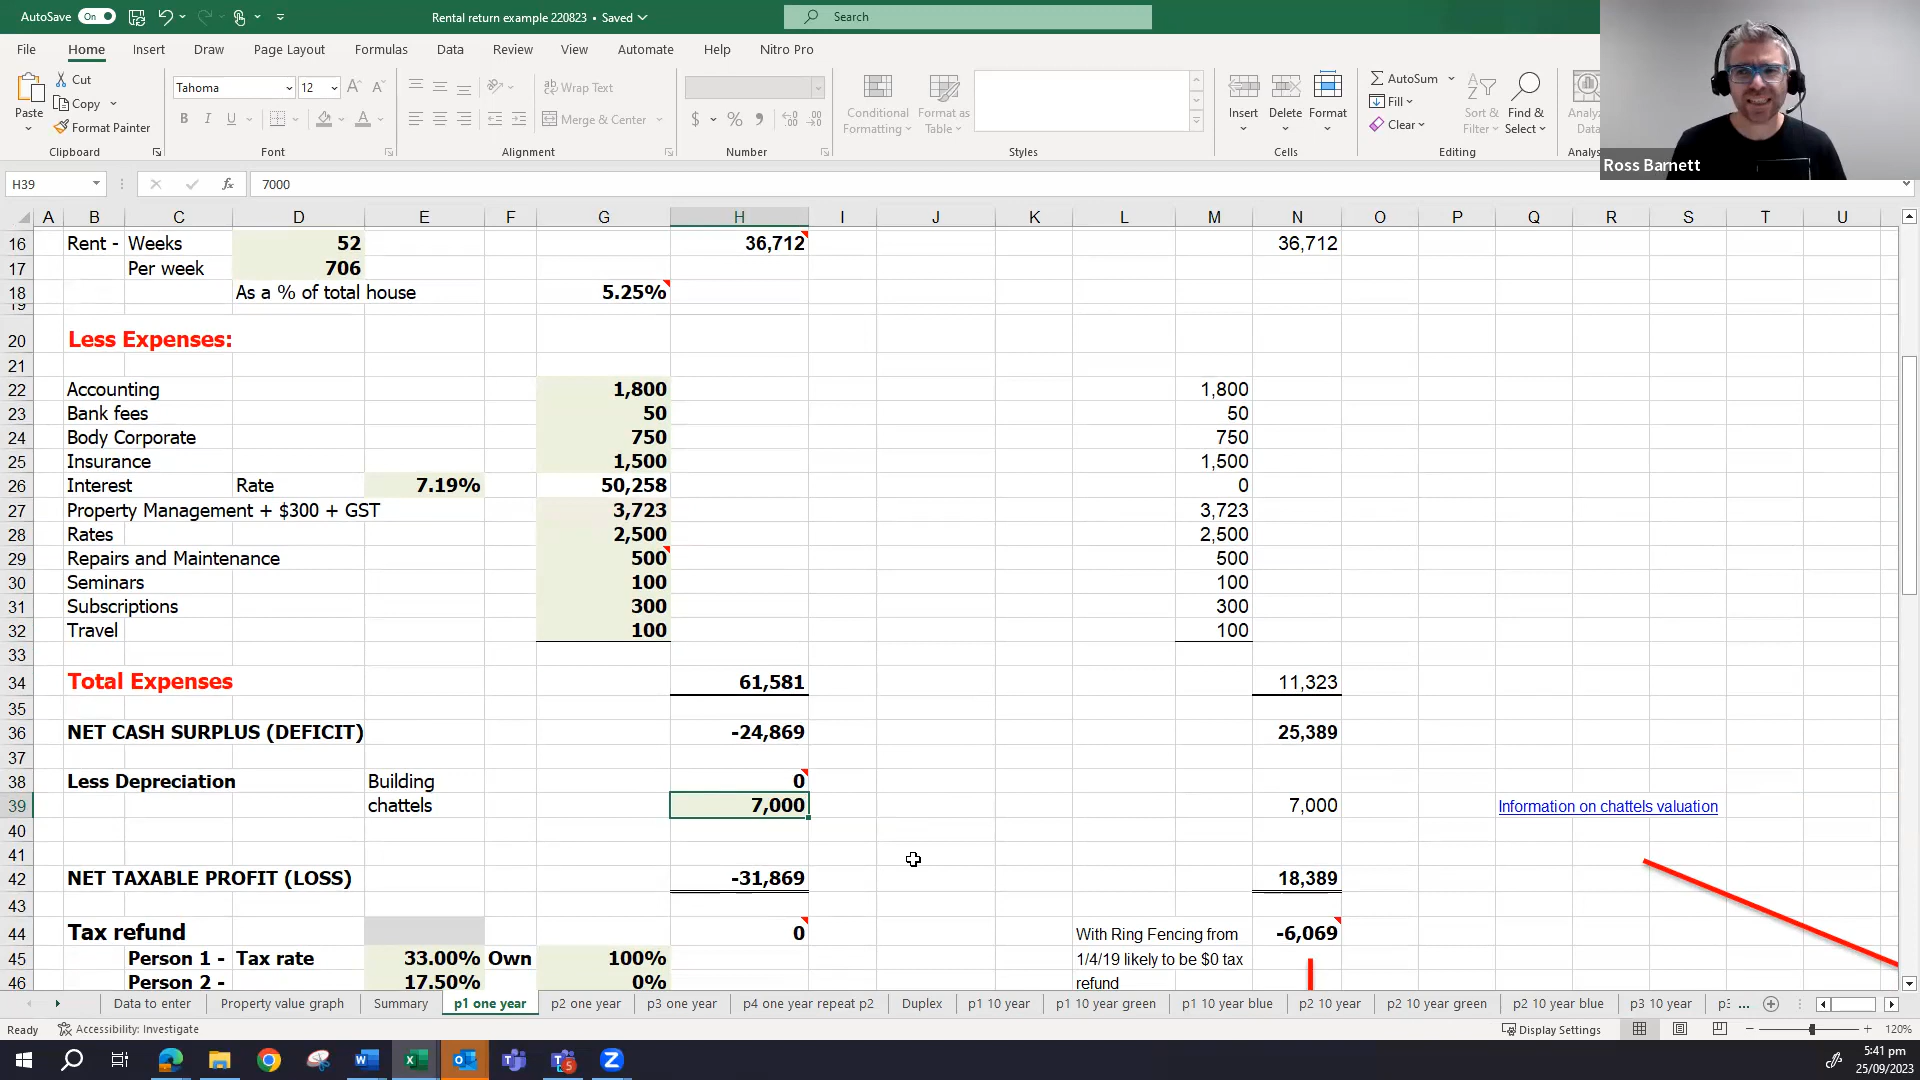 AutoSave On Rental return example 220823 • Saved Search
File Home Insert Draw Page Layout Formulas Data Review View Automate Help Nitro Pro
Paste Cut Copy Format Painter Clipboard
Tahoma 12 Font
Wrap Text Merge & Center Alignment
Number
Conditional Formatting Format as Table Styles
Insert Delete Format Cells
AutoSum Fill Clear Sort & Filter Find & Select Editing
Ross Barnett
H39 fx 7000
A B C D E F G H I J K L M N O P Q R S T U
16 Rent - Weeks 52 36,712 36,712
17 Per week 706
18 As a % of total house 5.25%
19
20 Less Expenses:
21
22 Accounting 1,800 1,800
23 Bank fees 50 50
24 Body Corporate 750 750
25 Insurance 1,500 1,500
26 Interest Rate 7.19% 50,258 0
27 Property Management + $300 + GST 3,723 3,723
28 Rates 2,500 2,500
29 Repairs and Maintenance 500 500
30 Seminars 100 100
31 Subscriptions 300 300
32 Travel 100 100
33
34 Total Expenses 61,581 11,323
35
36 NET CASH SURPLUS (DEFICIT) -24,869 25,389
37
38 Less Depreciation Building 0
39 chattels 7,000 7,000 Information on chattels valuation
40
41
42 NET TAXABLE PROFIT (LOSS) -31,869 18,389
43
44 Tax refund 0 With Ring Fencing from -6,069
45 Person 1 - Tax rate 33.00% Own 100% 1/4/19 likely to be $0 tax
46 Person 2 - 17.50% 0% refund
Data to enter Property value graph Summary p1 one year p2 one year p3 one year p4 one year repeat p2 Duplex p1 10 year p1 10 year green p1 10 year blue p2 10 year p2 10 year green p2 10 year blue p3 10 year ...
Ready Accessibility: Investigate Display Settings 120%
5:41 pm
25/09/2023